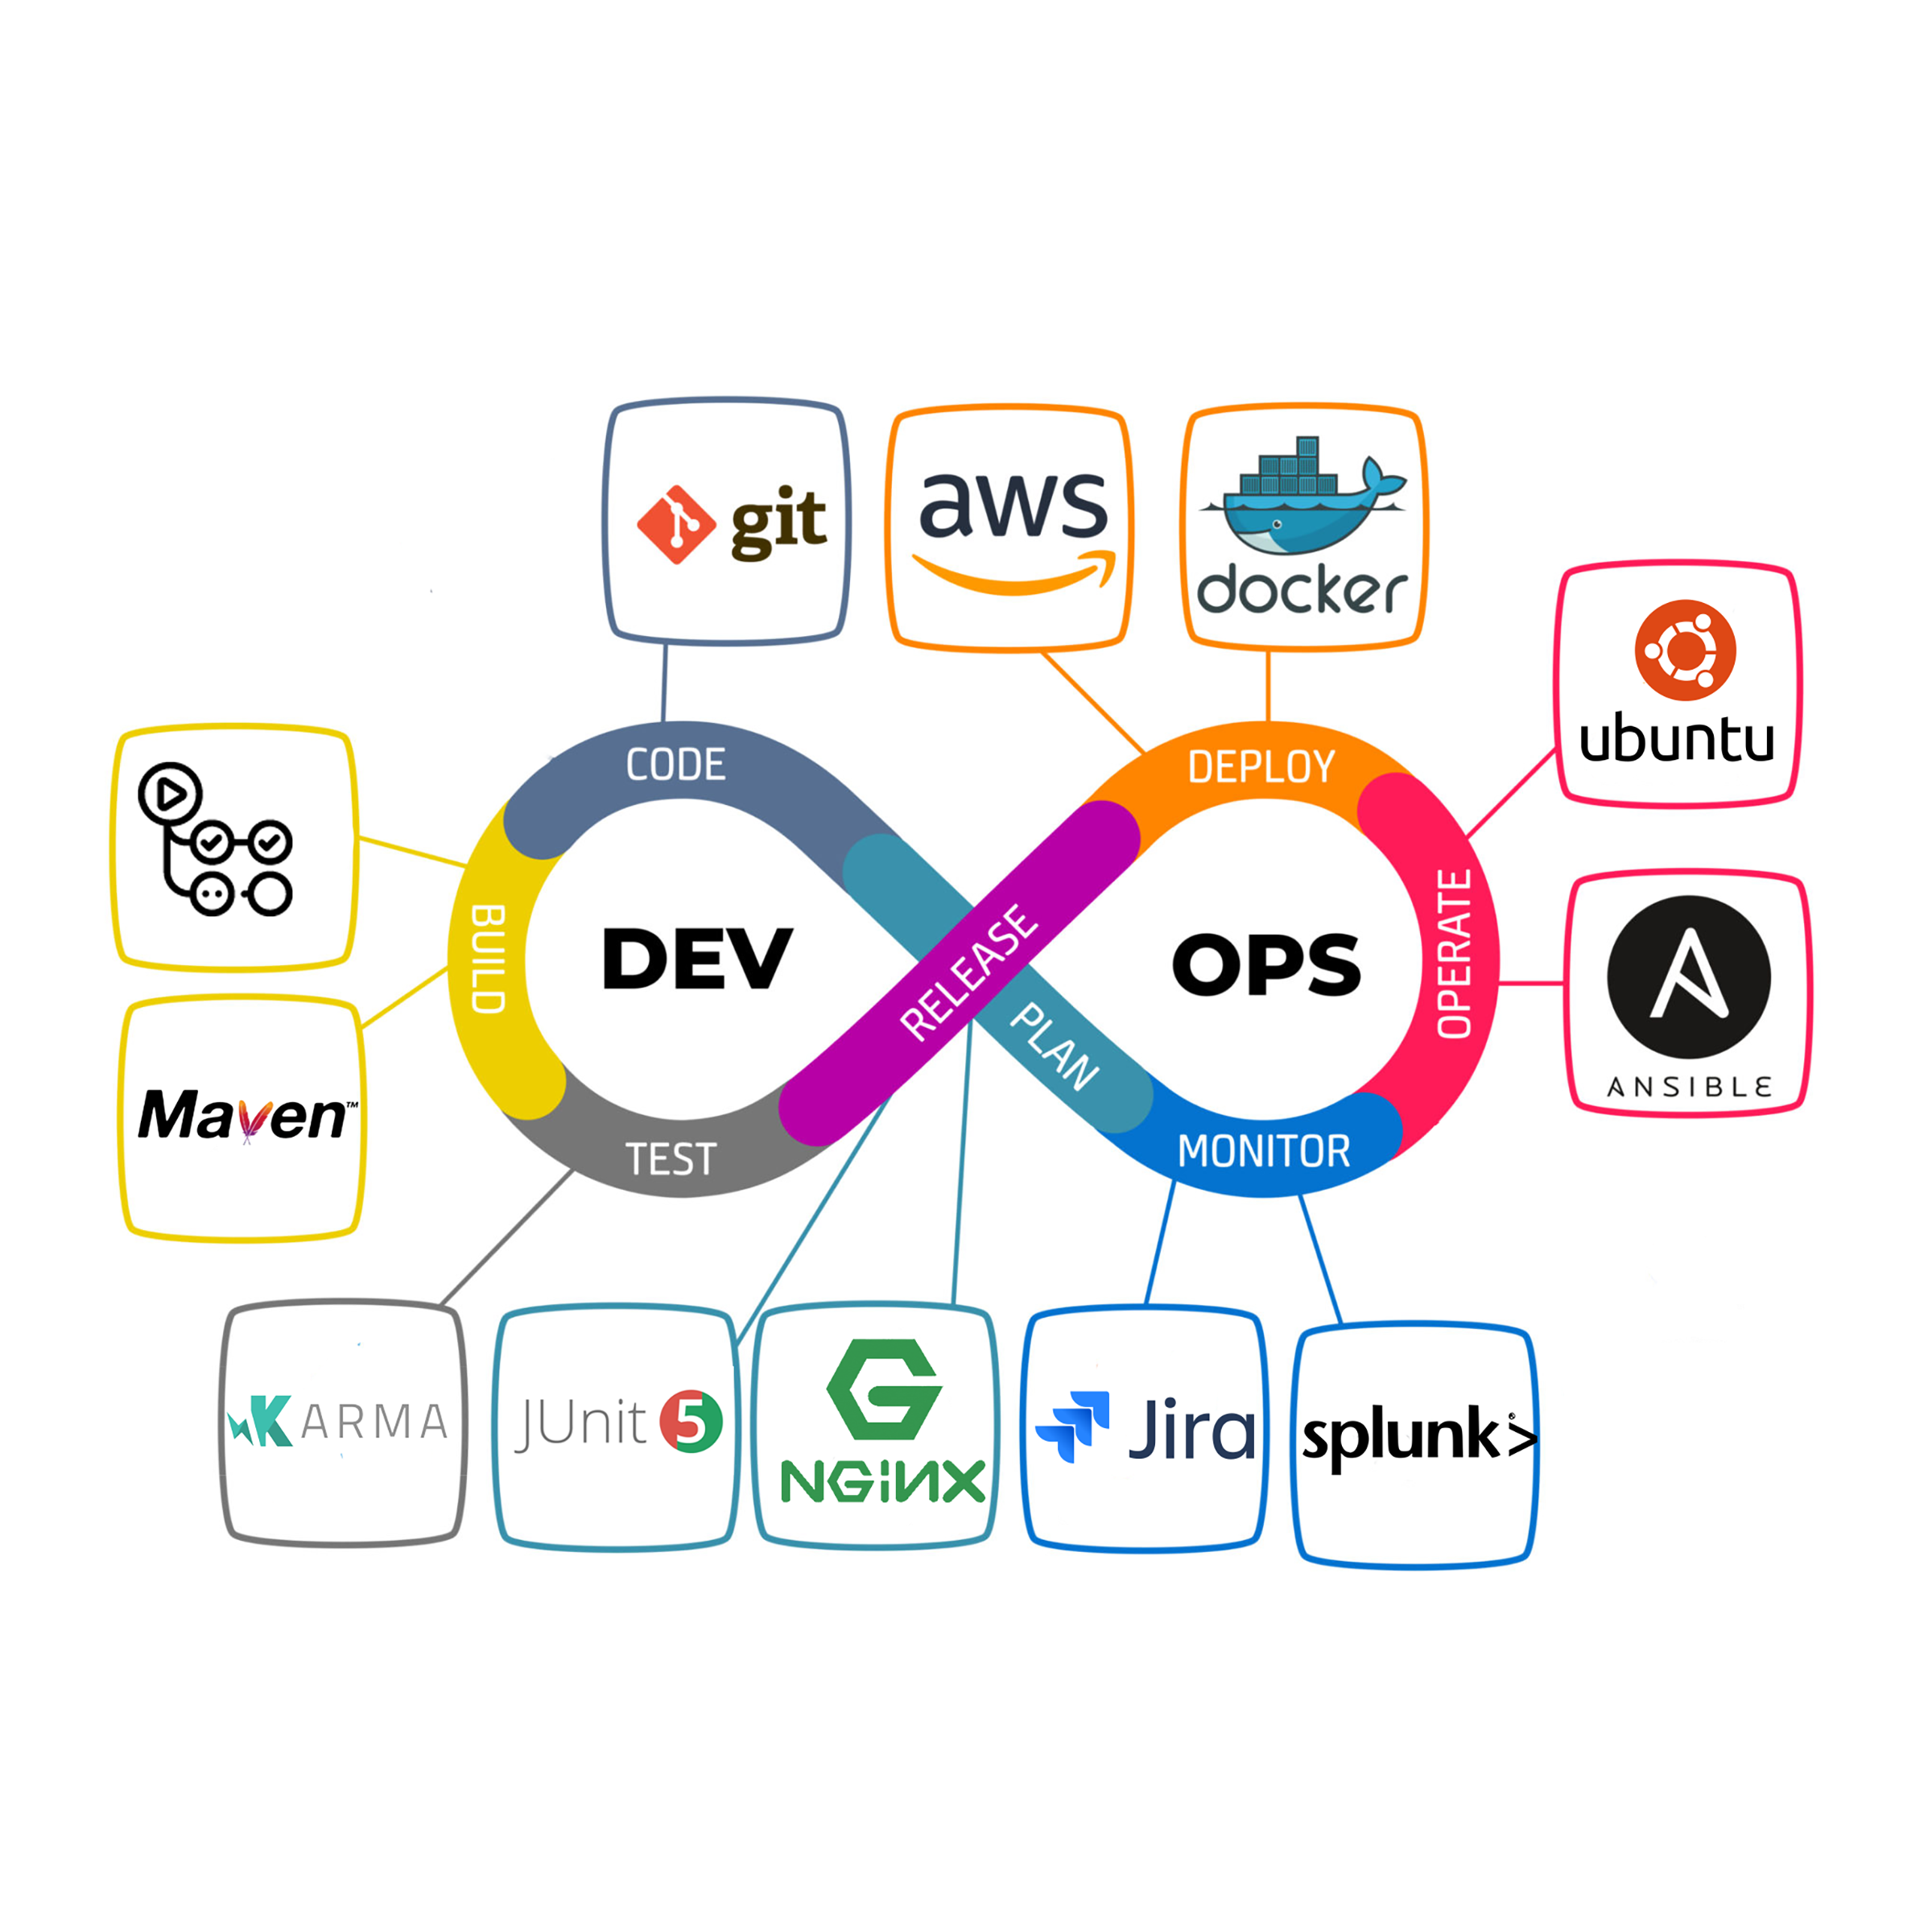 git
aws
docker
ubuntu
CODE
DEPLOY
BUILD
DEV
RELEASE
PLAN
OPS
OPERATE
ANSIBLE
Maven™
TEST
MONITOR
KARMA
JUnit 5
NGiNX
Jira
splunk>®